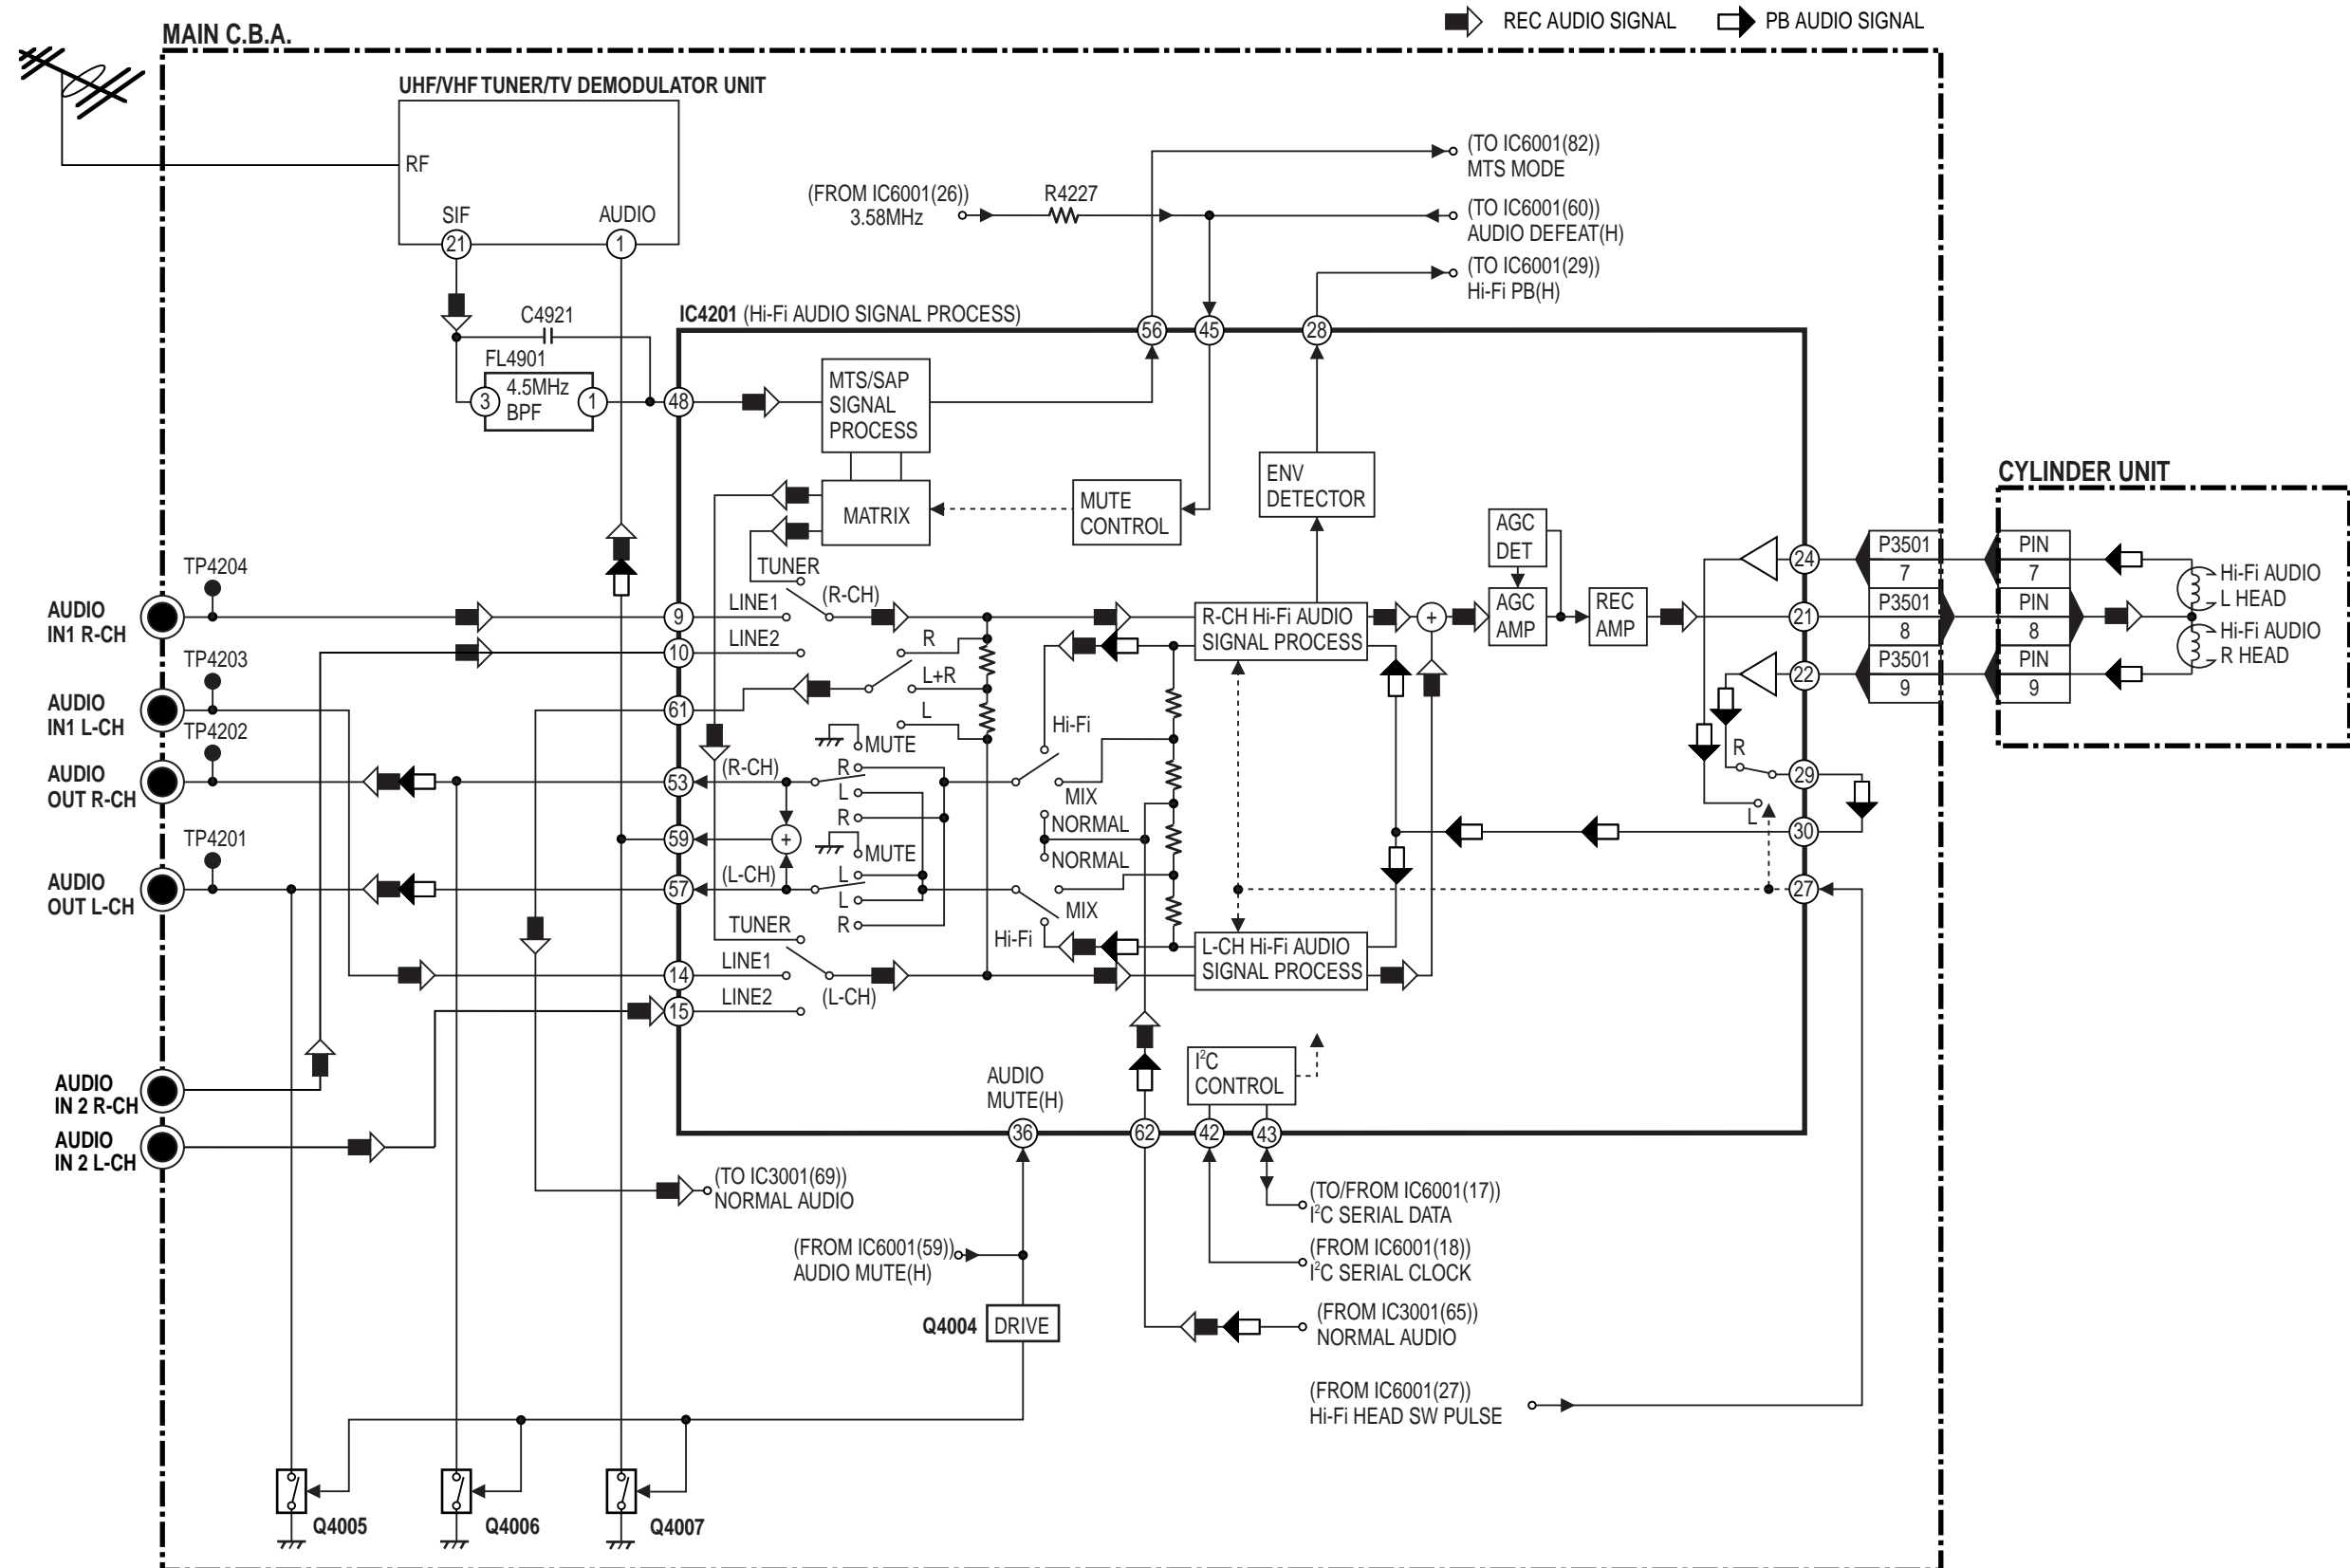 REC AUDIO SIGNAL
PB AUDIO SIGNAL
MAIN C.B.A.
UHF/VHF TUNER/TV DEMODULATOR UNIT
RF
SIF
AUDIO
21
1
(TO IC6001(82))
MTS MODE
(FROM IC6001(26))
3.58MHz
R4227
(TO IC6001(60))
AUDIO DEFEAT(H)
(TO IC6001(29))
Hi-Fi PB(H)
C4921
IC4201 (Hi-Fi AUDIO SIGNAL PROCESS)
56
45
28
FL4901
3
4.5MHz
BPF
1
48
MTS/SAP
SIGNAL
PROCESS
MATRIX
MUTE
CONTROL
ENV
DETECTOR
AGC
DET
AGC
AMP
REC
AMP
CYLINDER UNIT
24
P3501
7
PIN
7
21
P3501
8
PIN
8
22
P3501
9
PIN
9
Hi-Fi AUDIO
L HEAD
Hi-Fi AUDIO
R HEAD
TP4204
AUDIO
IN1 R-CH
9
TUNER
LINE1
(R-CH)
LINE2
10
R-CH Hi-Fi AUDIO
SIGNAL PROCESS
+
TP4203
AUDIO
IN1 L-CH
61
R
L+R
L
Hi-Fi
TP4202
AUDIO
OUT R-CH
53
(R-CH)
MUTE
R
L
R
MIX
NORMAL
R
29
L
30
TP4201
59
+
MUTE
NORMAL
AUDIO
OUT L-CH
57
(L-CH)
L
L
R
MIX
Hi-Fi
27
TUNER
LINE1
14
LINE2
(L-CH)
15
L-CH Hi-Fi AUDIO
SIGNAL PROCESS
AUDIO
IN 2 R-CH
AUDIO
IN 2 L-CH
AUDIO
MUTE(H)
I²C
CONTROL
36
62
42
43
(TO IC3001(69))
NORMAL AUDIO
(TO/FROM IC6001(17))
I²C SERIAL DATA
(FROM IC6001(59))
AUDIO MUTE(H)
(FROM IC6001(18))
I²C SERIAL CLOCK
Q4004
DRIVE
(FROM IC3001(65))
NORMAL AUDIO
(FROM IC6001(27))
Hi-Fi HEAD SW PULSE
Q4005
Q4006
Q4007